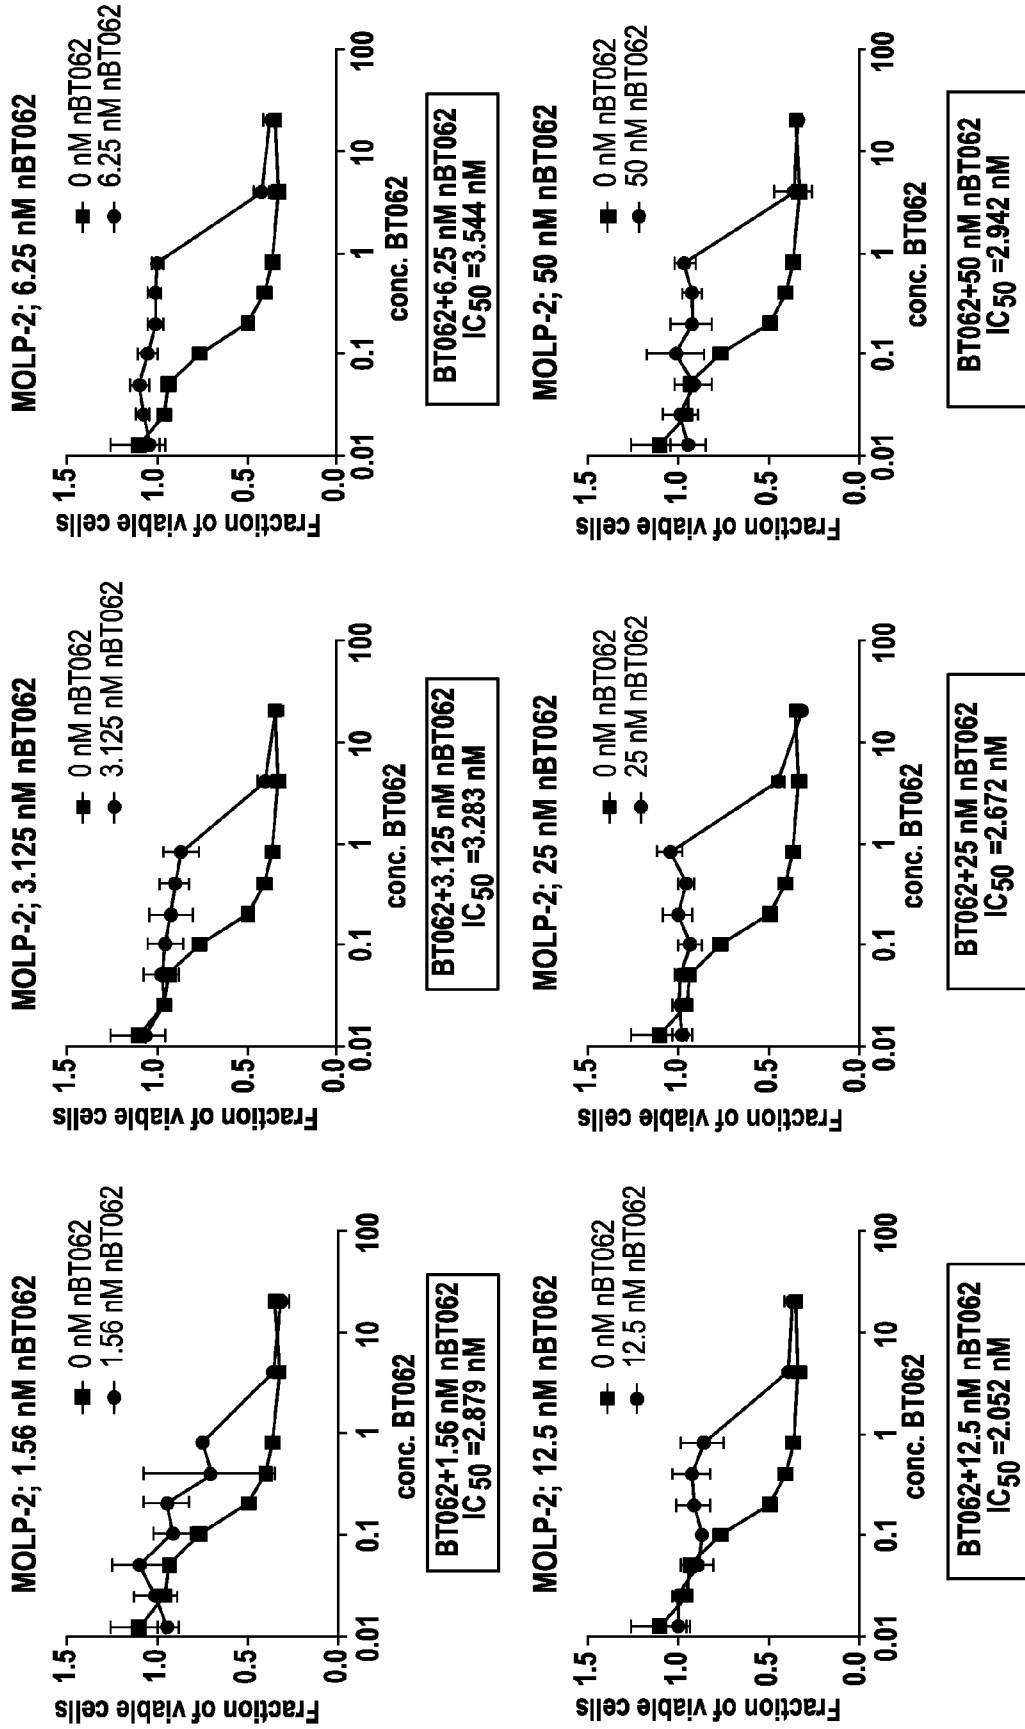 MOLP-2; 1.56 nM nBT062
0 nM nBT062
1.56 nM nBT062
Fraction of viable cells
1.5
1.0
0.5
0.0
0.01
0.1
1
10
100
conc. BT062
BT062+1.56 nM nBT062
IC50 =2.879 nM
MOLP-2; 3.125 nM nBT062
0 nM nBT062
3.125 nM nBT062
Fraction of viable cells
1.5
1.0
0.5
0.0
0.01
0.1
1
10
100
conc. BT062
BT062+3.125 nM nBT062
IC50 =3.283 nM
MOLP-2; 6.25 nM nBT062
0 nM nBT062
6.25 nM nBT062
Fraction of viable cells
1.5
1.0
0.5
0.0
0.01
0.1
1
10
100
conc. BT062
BT062+6.25 nM nBT062
IC50 =3.544 nM
MOLP-2; 12.5 nM nBT062
0 nM nBT062
12.5 nM nBT062
Fraction of viable cells
1.5
1.0
0.5
0.0
0.01
0.1
1
10
100
conc. BT062
BT062+12.5 nM nBT062
IC50 =2.052 nM
MOLP-2; 25 nM nBT062
0 nM nBT062
25 nM nBT062
Fraction of viable cells
1.5
1.0
0.5
0.0
0.01
0.1
1
10
100
conc. BT062
BT062+25 nM nBT062
IC50 =2.672 nM
MOLP-2; 50 nM nBT062
0 nM nBT062
50 nM nBT062
Fraction of viable cells
1.5
1.0
0.5
0.0
0.01
0.1
1
10
100
conc. BT062
BT062+50 nM nBT062
IC50 =2.942 nM